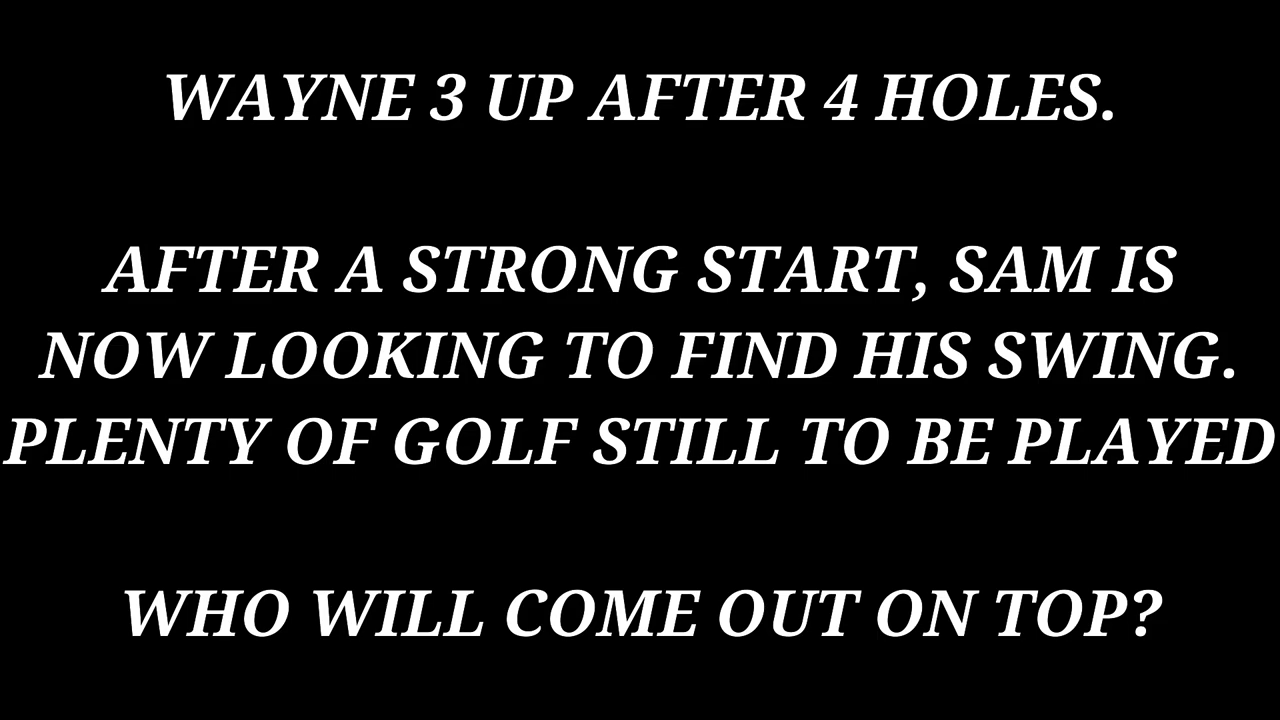 WAYNE 3 UP AFTER 4 HOLES.
AFTER A STRONG START, SAM IS
NOW LOOKING TO FIND HIS SWING.
PLENTY OF GOLF STILL TO BE PLAYED
WHO WILL COME OUT ON TOP?